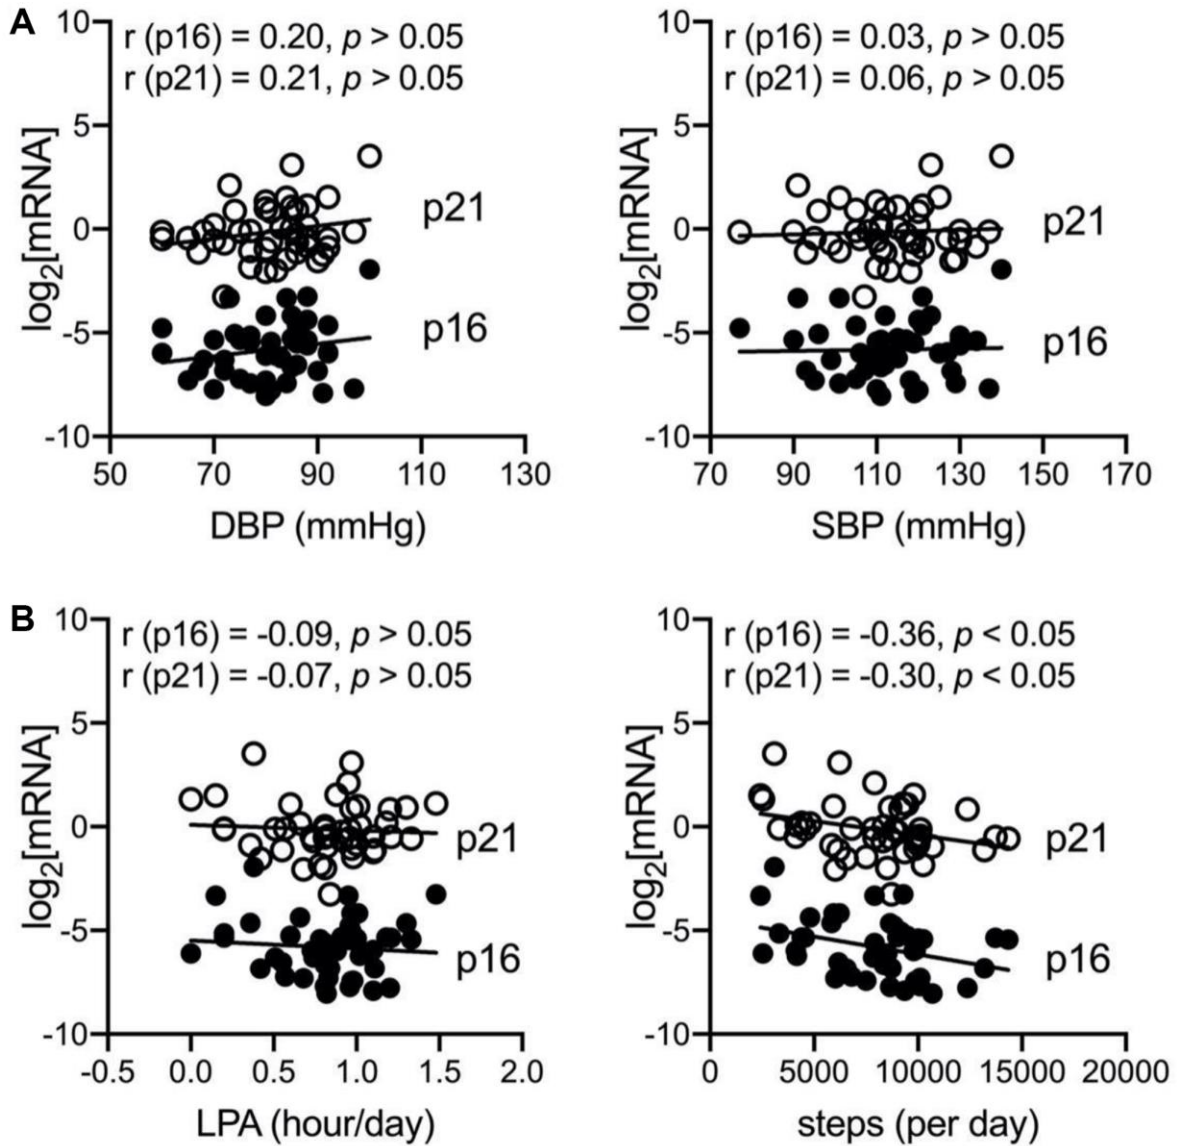 A
10
r (p16) = 0.20, p > 0.05
r (p21) = 0.21, p > 0.05
5
0
-5
-10
log2[mRNA]
p21
p16
50 70 90 110 130
DBP (mmHg)
10
r (p16) = 0.03, p > 0.05
r (p21) = 0.06, p > 0.05
5
0
-5
-10
log2[mRNA]
p21
p16
70 90 110 130 150 170
SBP (mmHg)
B
10
r (p16) = -0.09, p > 0.05
r (p21) = -0.07, p > 0.05
5
0
-5
-10
log2[mRNA]
p21
p16
-0.5 0.0 0.5 1.0 1.5 2.0
LPA (hour/day)
10
r (p16) = -0.36, p < 0.05
r (p21) = -0.30, p < 0.05
5
0
-5
-10
log2[mRNA]
p21
p16
0 5000 10000 15000 20000
steps (per day)